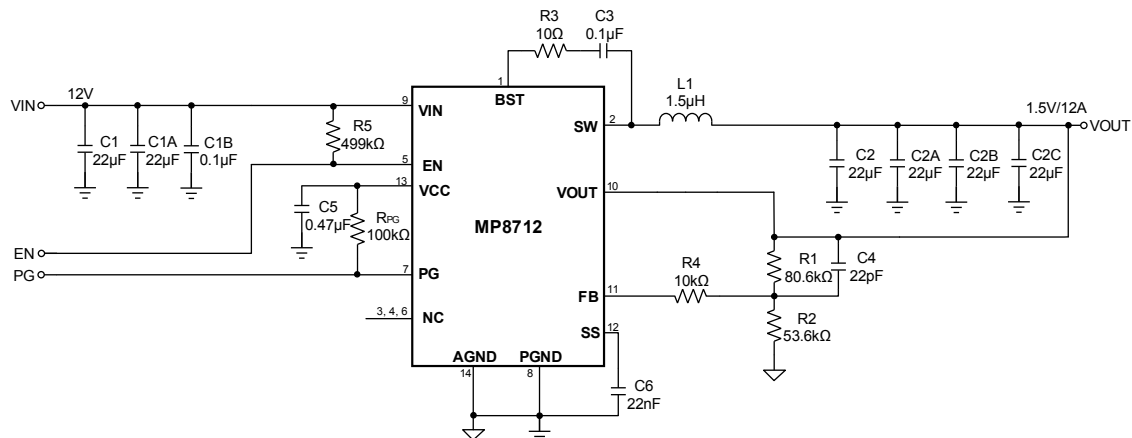 R3
10Ω
C3
0.1µF
1
BST
VIN
12V
9
VIN
C1
22µF
C1A
22µF
C1B
0.1µF
R5
499kΩ
5
EN
13
VCC
C5
0.47µF
RPG
100kΩ
EN
PG
7
PG
3, 4, 6
NC
MP8712
SW
2
L1
1.5µH
1.5V/12A
VOUT
C2
22µF
C2A
22µF
C2B
22µF
C2C
22µF
VOUT
10
R1
80.6kΩ
C4
22pF
FB
11
R4
10kΩ
R2
53.6kΩ
SS
12
C6
22nF
AGND
14
PGND
8